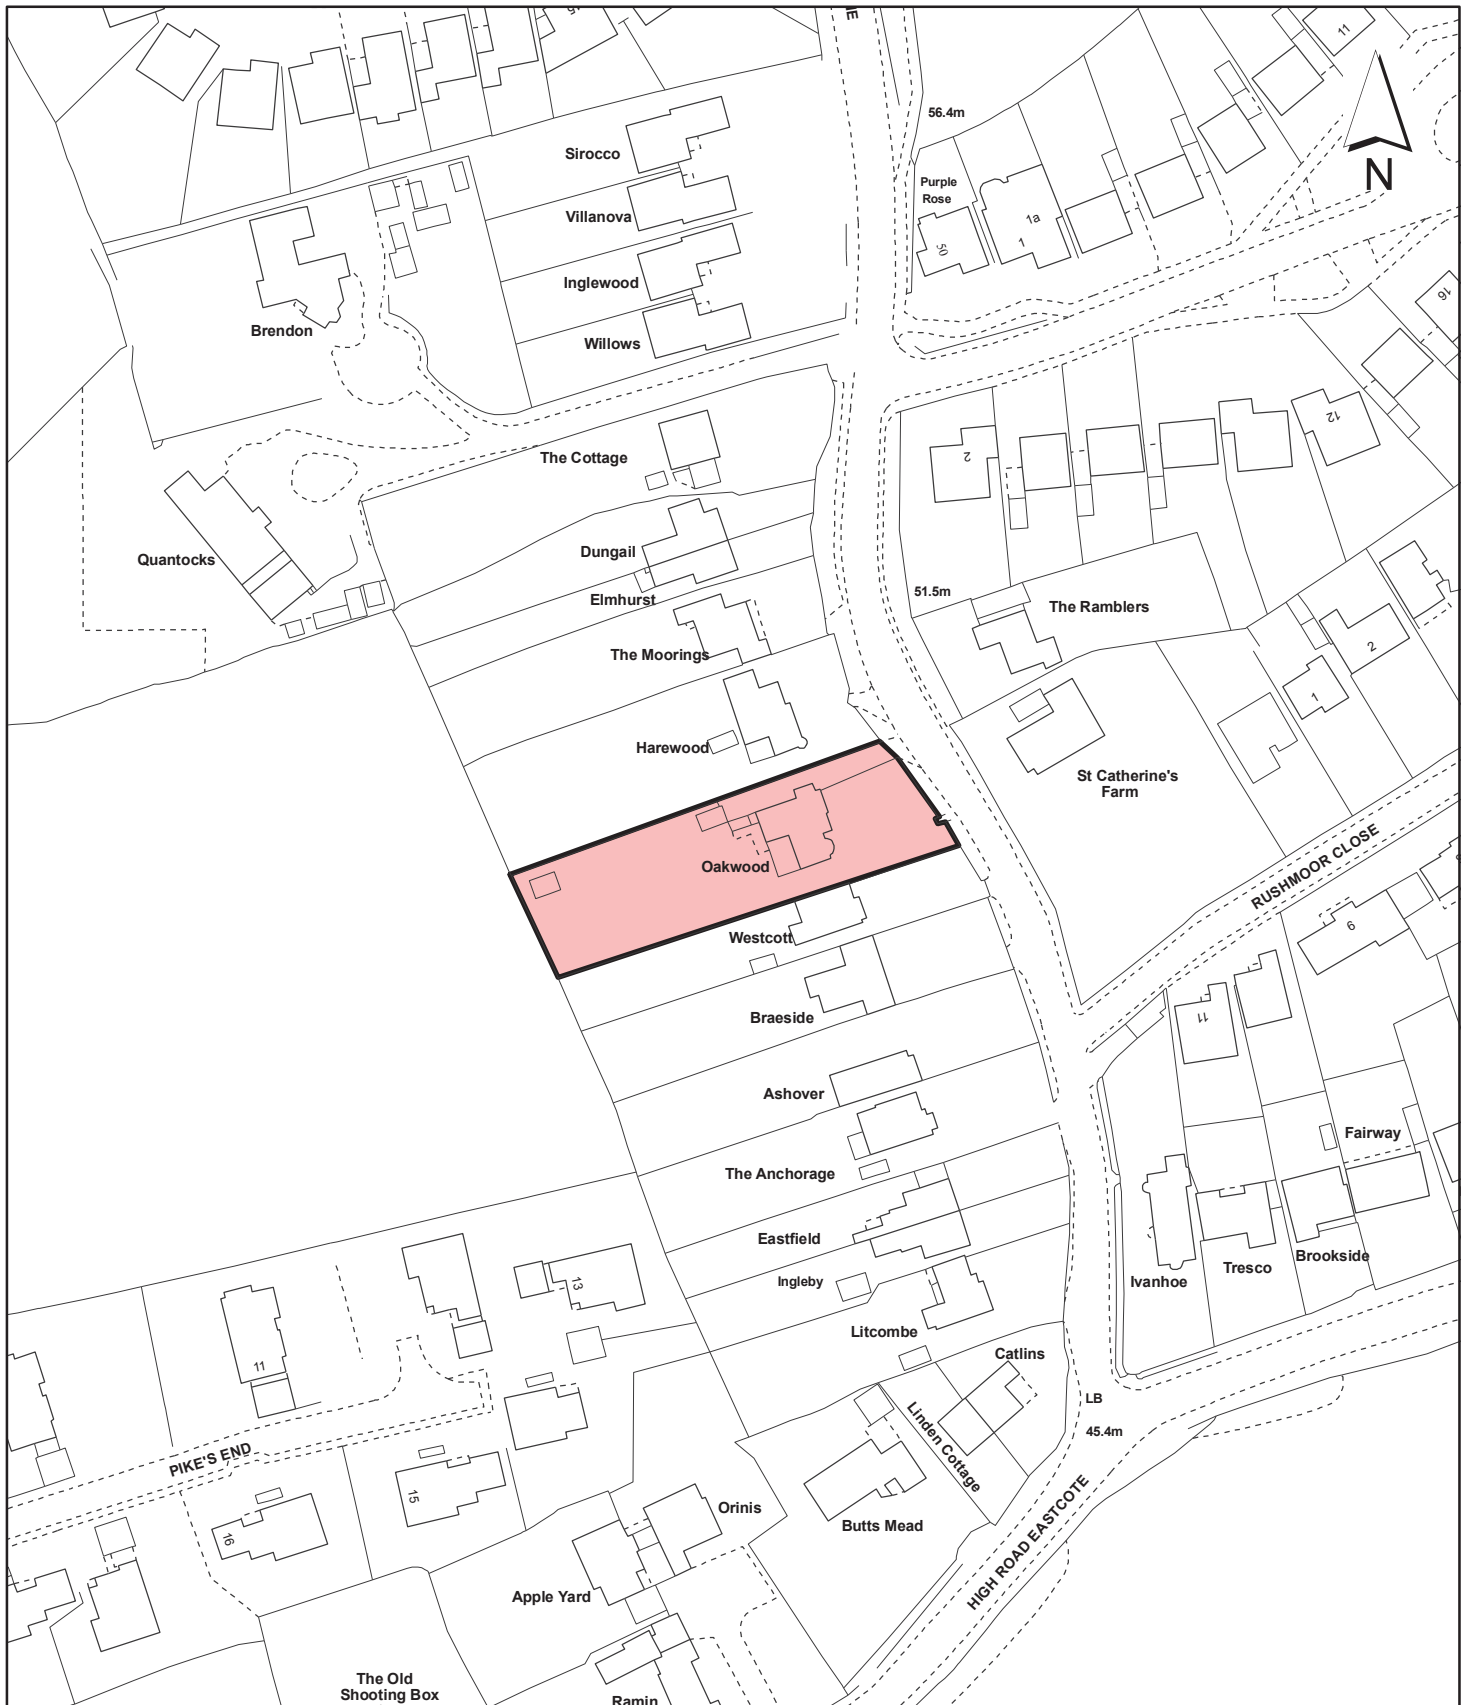 11
56.4m
N
Sirocco
Purple
Rose
Villanova
1a
1
50
Inglewood
16
Brendon
Willows
12
2
The Cottage
Dungail
Quantocks
51.5m
Elmhurst
The Ramblers
The Moorings
2
1
Harewood
St Catherine's
Farm
Oakwood
RUSHMOOR CLOSE
Westcott
6
Braeside
11
Ashover
Fairway
The Anchorage
Eastfield
Brookside
Ingleby
Ivanhoe
Tresco
13
Litcombe
Catlins
11
LB
45.4m
Linden Cottage
PIKE'S END
15
Orinis
Butts Mead
16
HIGH ROAD EASTCOTE
Apple Yard
The Old
Shooting Box
Ramin